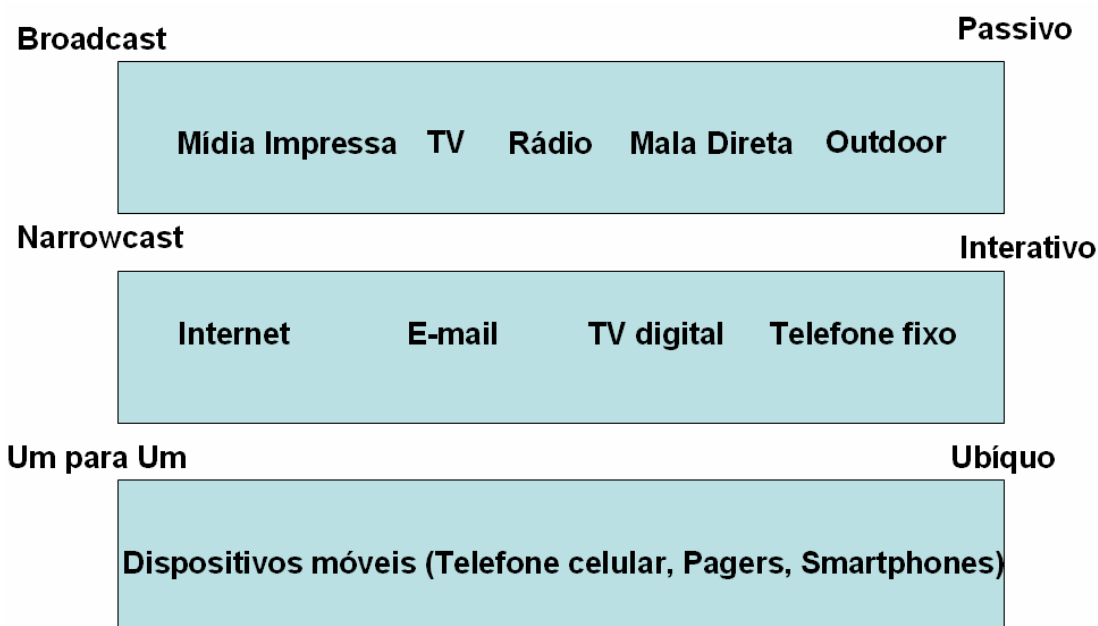 Broadcast Passivo
Mídia Impressa TV Rádio Mala Direta Outdoor
Narrowcast Interativo
Internet E-mail TV digital Telefone fixo
Um para Um Ubíquo
Dispositivos móveis (Telefone celular, Pagers, Smartphones)